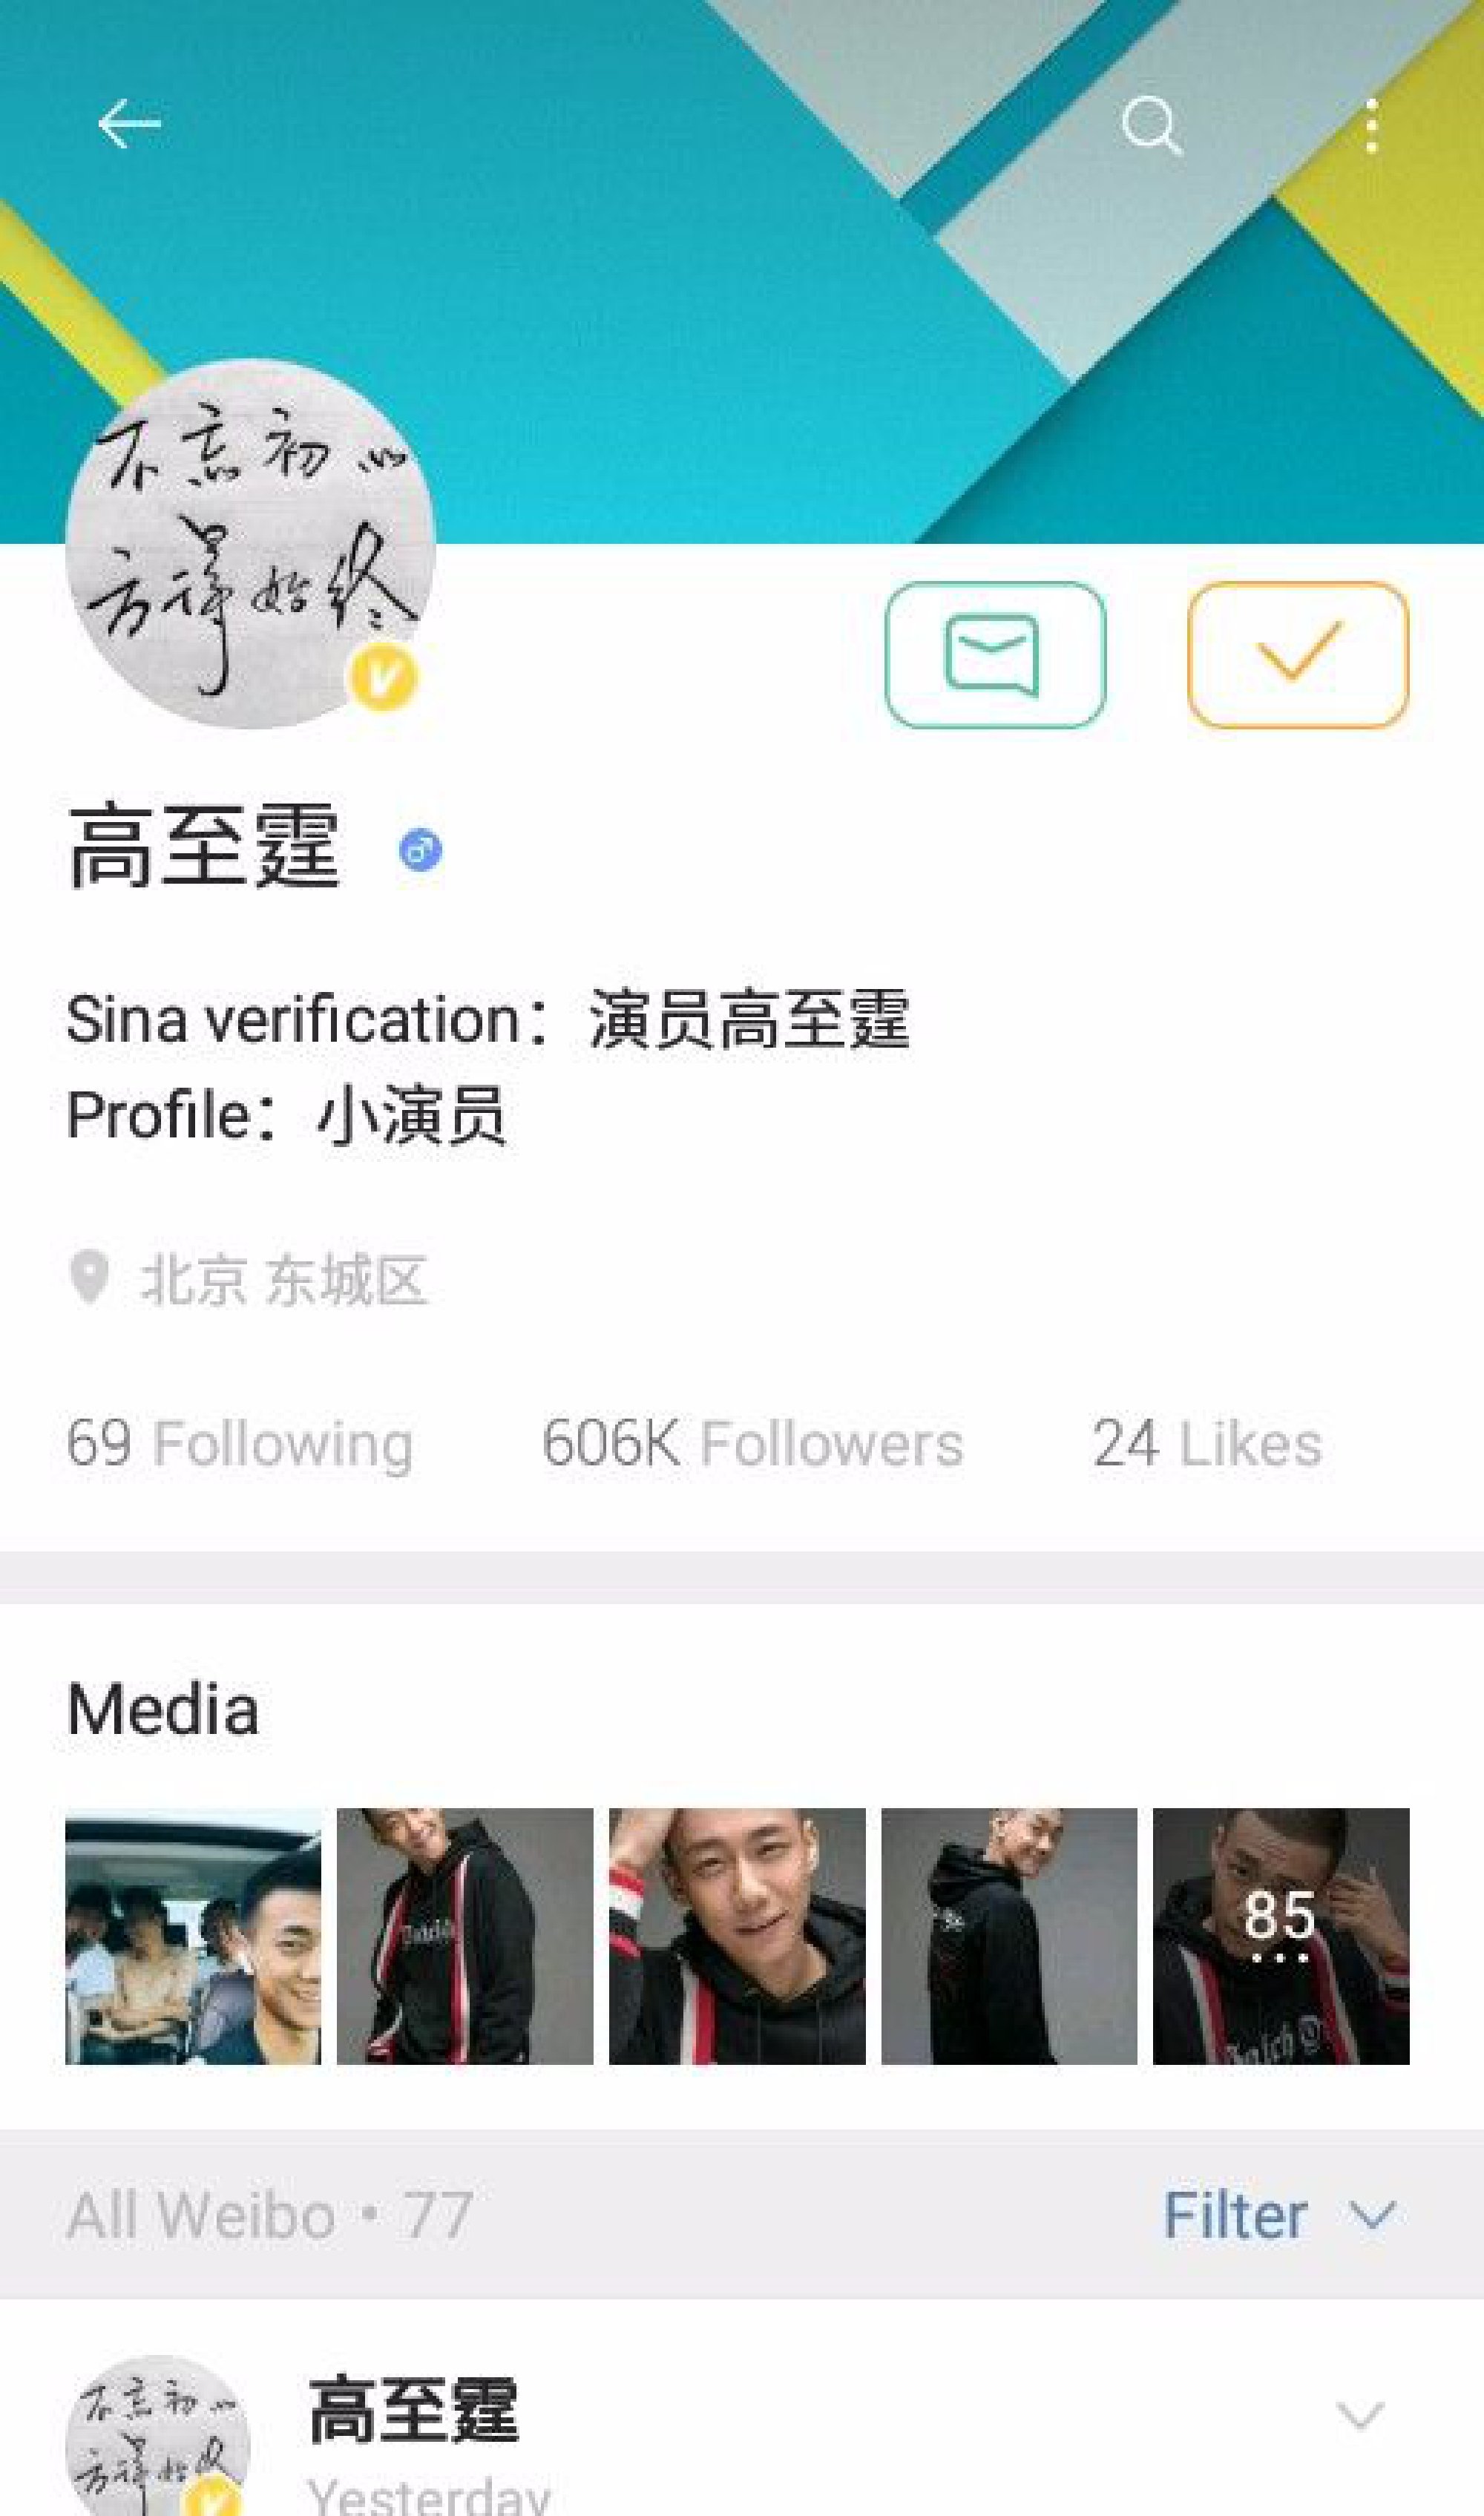 不忘初心
方得始终
高至霆
Sina verification：演员高至霆
Profile：小演员
北京 东城区
69 Following 606K Followers 24 Likes
Media
85
All Weibo • 77 Filter
不忘初心
高至霆
方得始终
Yesterday